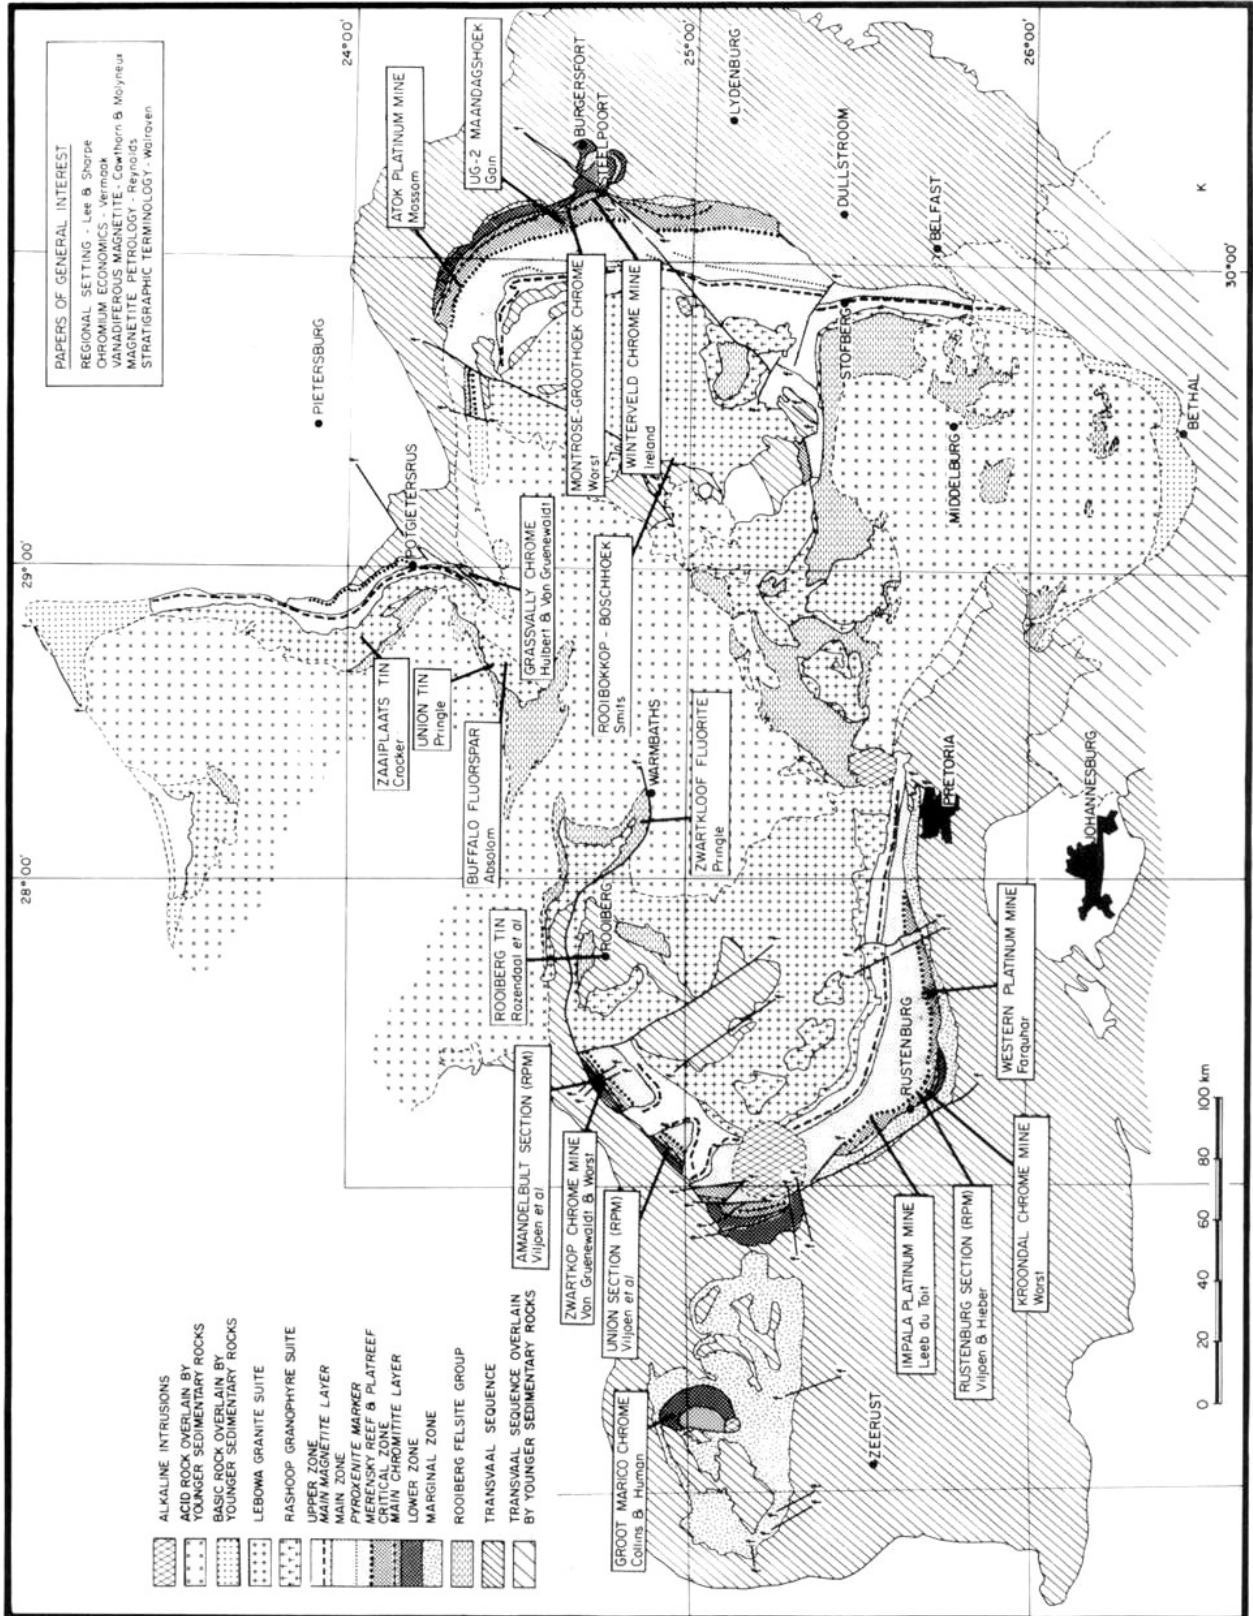 PAPERS OF GENERAL INTEREST
REGIONAL SETTING - Lee & Sharpe
CHROMIUM ECONOMICS - Vermaak
VANADIFEROUS MAGNETITE - Cawthorn & Molyneux
MAGNETITE PETROLOGY - Reynolds
STRATIGRAPHIC TERMINOLOGY - Walraven
ALKALINE INTRUSIONS
ACID ROCK OVERLAIN BY
YOUNGER SEDIMENTARY ROCKS
BASIC ROCK OVERLAIN BY
YOUNGER SEDIMENTARY ROCKS
LEBOWA GRANITE SUITE
RASHOOP GRANOPHYRE SUITE
UPPER ZONE
MAIN MAGNETITE LAYER
MAIN ZONE
PYROXENITE MARKER
MERENSKY REEF & PLATREEF
CRITICAL ZONE
MAIN CHROMITITE LAYER
LOWER ZONE
MARGINAL ZONE
ROOIBERG FELSITE GROUP
TRANSVAAL SEQUENCE
TRANSVAAL SEQUENCE OVERLAIN
BY YOUNGER SEDIMENTARY ROCKS
28°00'
29°00'
30°00'
24°00'
25°00'
26°00'
PIETERSBURG
POTGIETERSRUS
ATOK PLATINUM MINE
Mossom
UG-2 MAANDAGSHOEK
Gain
BURGERSFORT
STEELPOORT
LYDENBURG
DULLSTROOM
BELFAST
K
MONTROSE-GROOTHOEK CHROME
Worst
WINTERVELD CHROME MINE
Ireland
STOFBERG
MIDDELBURG
BETHAL
GRASSVALLY CHROME
Hulbert & Von Gruenewaldt
ROOIBOKKOP BOSCHHOEK
Smits
ZAAIPLAATS TIN
Crocker
UNION TIN
Pringle
BUFFALO FLUORSPAR
Absolom
WARMBATHS
ZWARTKLOOF FLUORITE
Pringle
PRETORIA
JOHANNESBURG
ROOIBERG TIN
Rozendaal et al
ROOIBERG
AMANDELBULT SECTION (RPM)
Viljoen et al
ZWARTKOP CHROME MINE
Von Gruenewaldt & Worst
UNION SECTION (RPM)
Viljoen et al
RUSTENBURG
WESTERN PLATINUM MINE
Farquhar
KROONDAL CHROME MINE
Worst
RUSTENBURG SECTION (RPM)
Viljoen & Hieber
IMPALA PLATINUM MINE
Leeb du Toit
GROOT MARICO CHROME
Collins & Human
ZEERUST
0 20 40 60 80 100 km